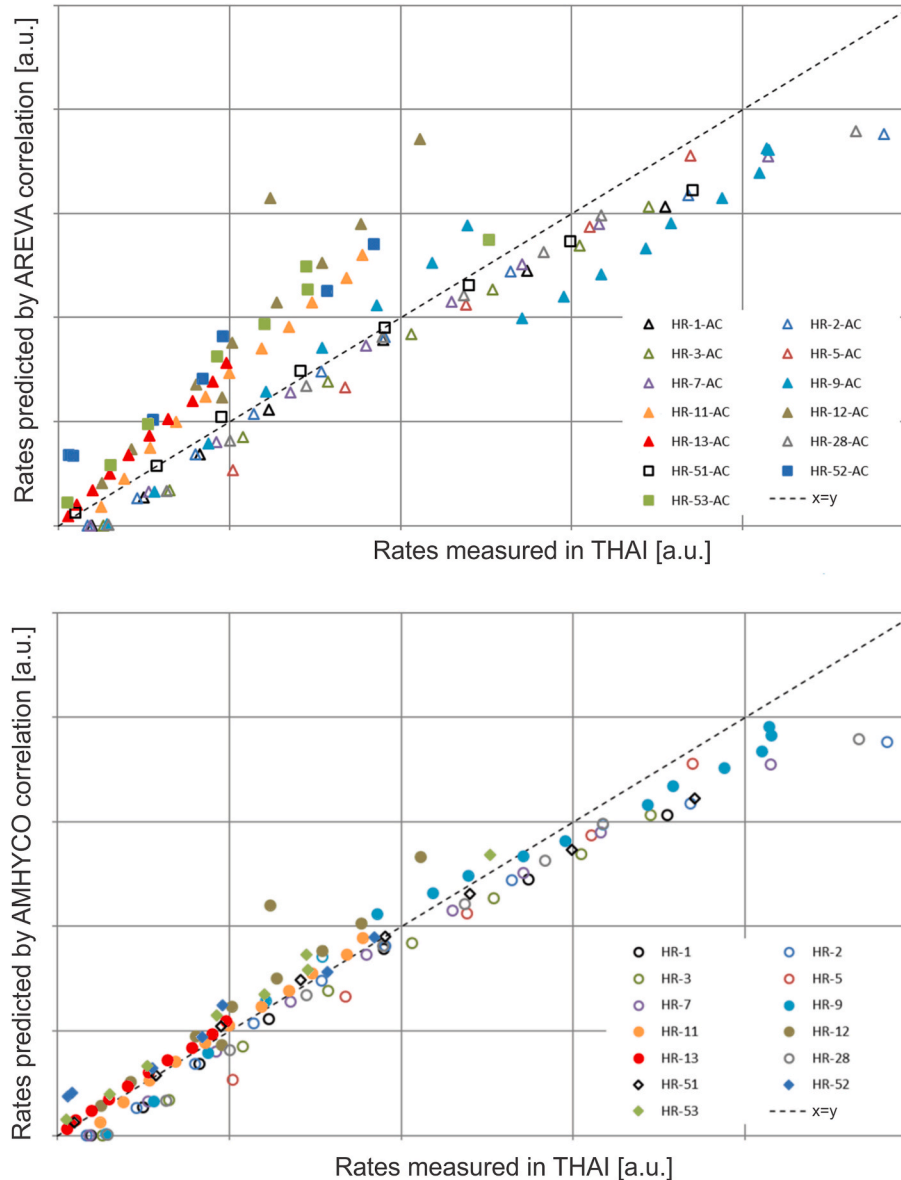 Rates predicted by AREVA correlation [a.u.]
HR-1-AC HR-2-AC
HR-3-AC HR-5-AC
HR-7-AC HR-9-AC
HR-11-AC HR-12-AC
HR-13-AC HR-28-AC
HR-51-AC HR-52-AC
HR-53-AC x=y
Rates measured in THAI [a.u.]
Rates predicted by AMHYCO correlation [a.u.]
HR-1 HR-2
HR-3 HR-5
HR-7 HR-9
HR-11 HR-12
HR-13 HR-28
HR-51 HR-52
HR-53 x=y
Rates measured in THAI [a.u.]